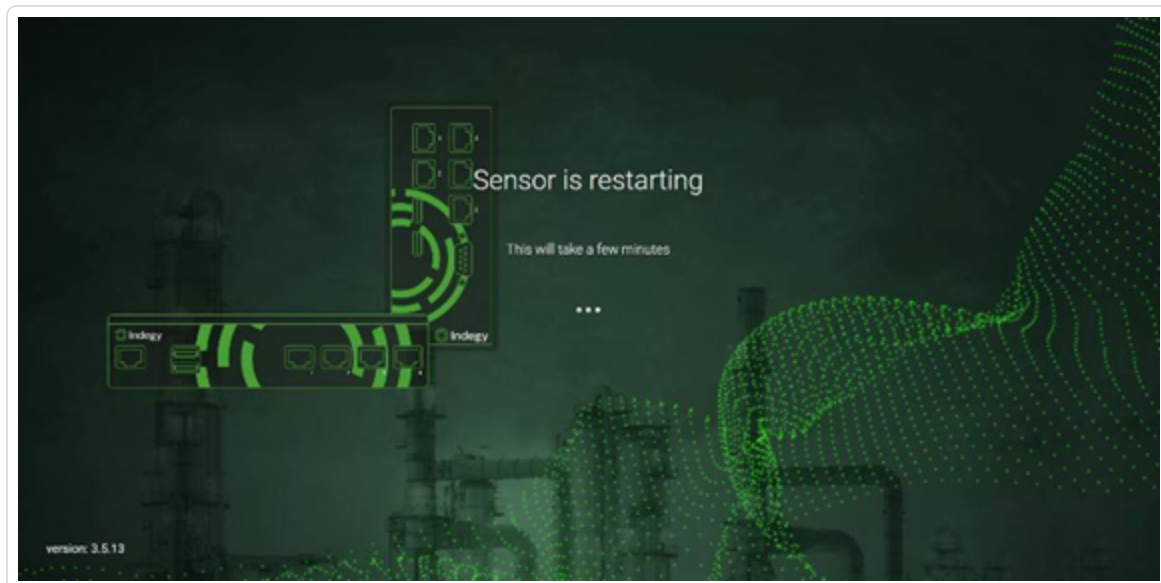 Sensor is restarting
This will take a few minutes
Indegy
Indegy
version: 3.5.13